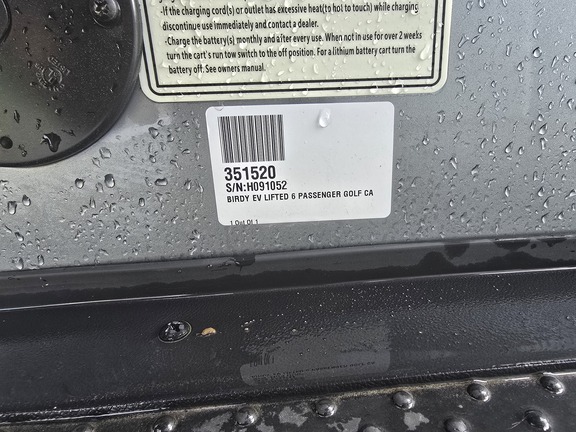 -If the charging cord(s) or outlet has excessive heat(to hot to touch) while charging
discontinue use immediately and contact a dealer.
-Charge the battery(s) monthly and after every use. When not in use for over 2 weeks
turn the cart's run tow switch to the off position. For a lithium battery cart turn the
battery off. See owners manual.
351520
S/N:H091052
BIRDY EV LIFTED 6 PASSENGER GOLF CA
1 Out Of 1